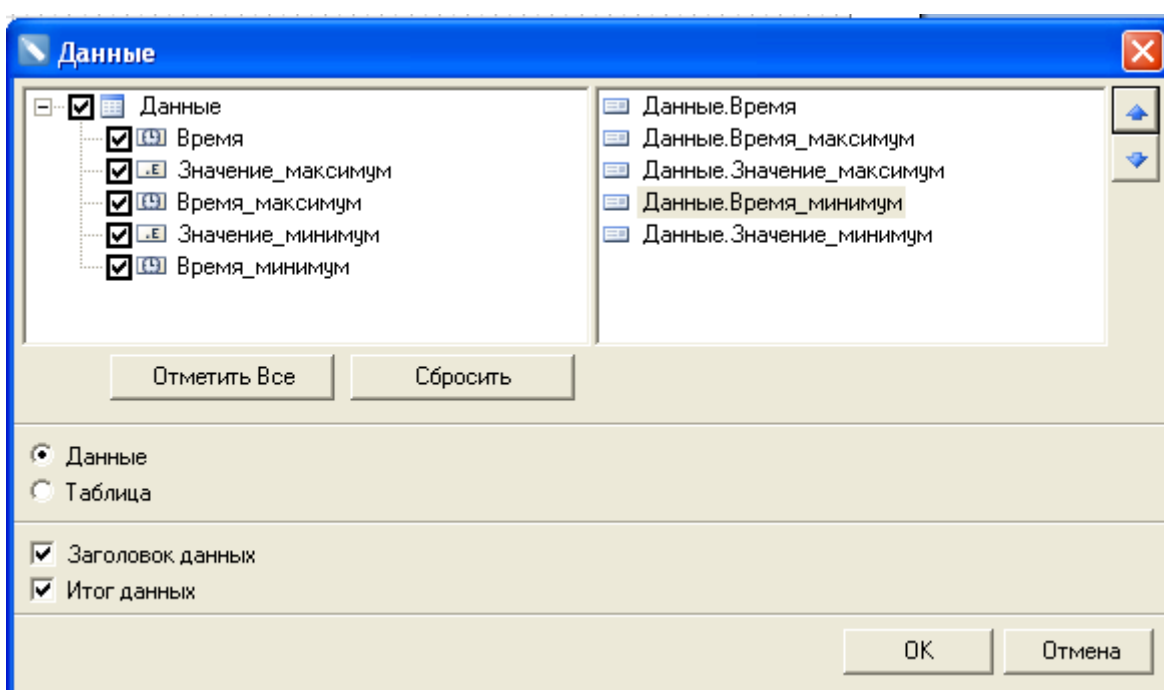 Данные
Данные
Время
Значение_максимум
Время_максимум
Значение_минимум
Время_минимум
Данные.Время
Данные.Время_максимум
Данные.Значение_максимум
Данные.Время_минимум
Данные.Значение_минимум
Отметить Все
Сбросить
Данные
Таблица
Заголовок данных
Итог данных
OK
Отмена